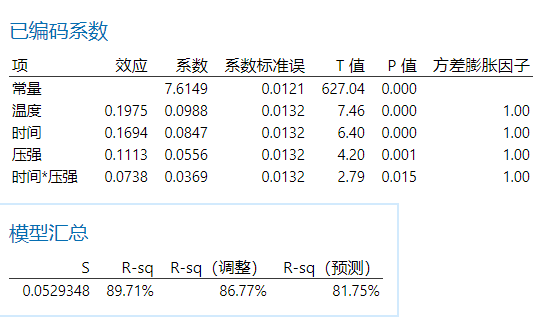 已编码系数
项 效应 系数 系数标准误 T 值 P 值 方差膨胀因子
常量 7.6149 0.0121 627.04 0.000
温度 0.1975 0.0988 0.0132 7.46 0.000 1.00
时间 0.1694 0.0847 0.0132 6.40 0.000 1.00
压强 0.1113 0.0556 0.0132 4.20 0.001 1.00
时间*压强 0.0738 0.0369 0.0132 2.79 0.015 1.00
模型汇总
S R-sq R-sq（调整） R-sq（预测）
0.0529348 89.71% 86.77% 81.75%